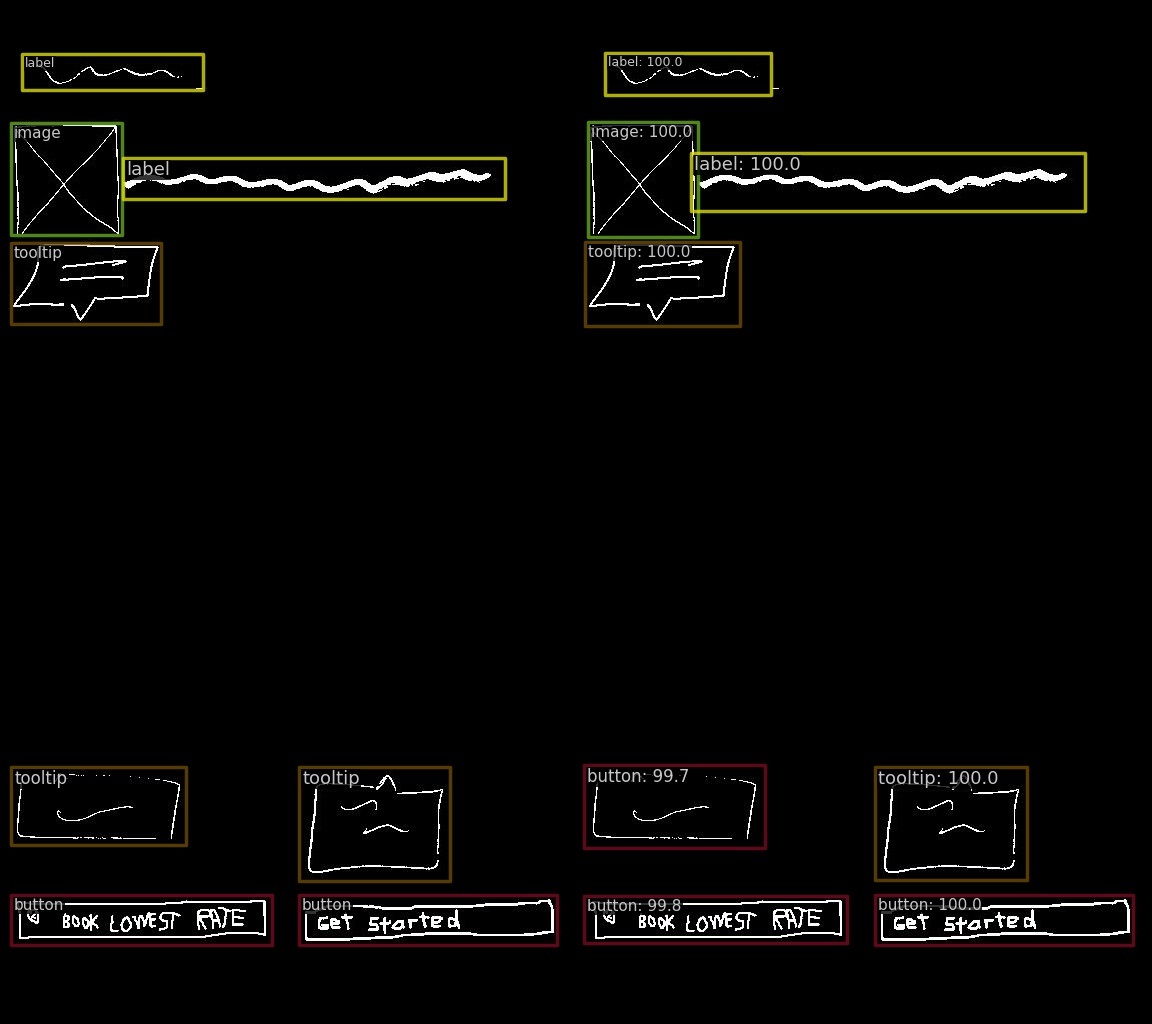 label label: 100.0
image image: 100.0
label label: 100.0
tooltip tooltip: 100.0
tooltip tooltip button: 99.7 tooltip: 100.0
button button button: 99.8 button: 100.0
BOOK LOWEST RATE Get Started BOOK LOWEST RATE Get Started